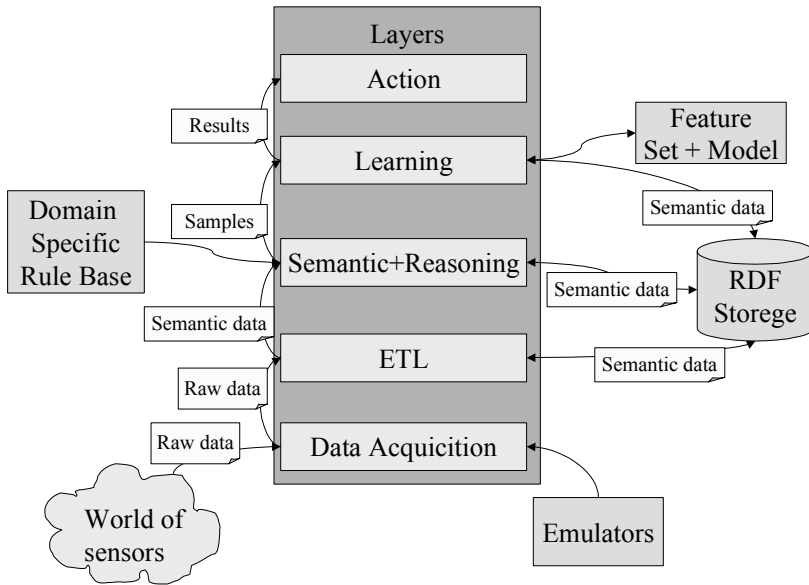 Layers
Action
Results
Feature
Set + Model
Learning
Semantic data
Domain
Specific
Rule Base
Samples
Semantic+Reasoning
Semantic data
RDF
Storege
Semantic data
ETL
Semantic data
Raw data
Raw data
Data Acquicition
World of
sensors
Emulators